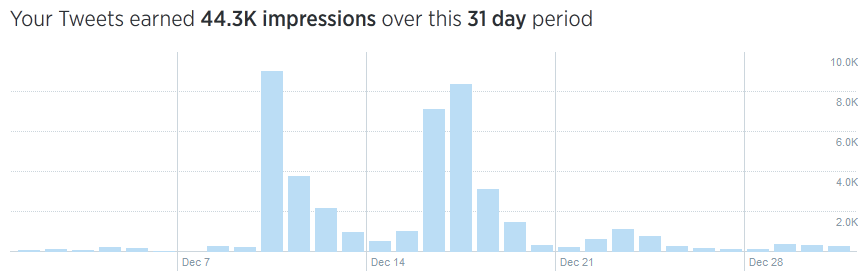 Your Tweets earned 44.3K impressions over this 31 day period
10.0K
8.0K
6.0K
4.0K
2.0K
Dec 7
Dec 14
Dec 21
Dec 28